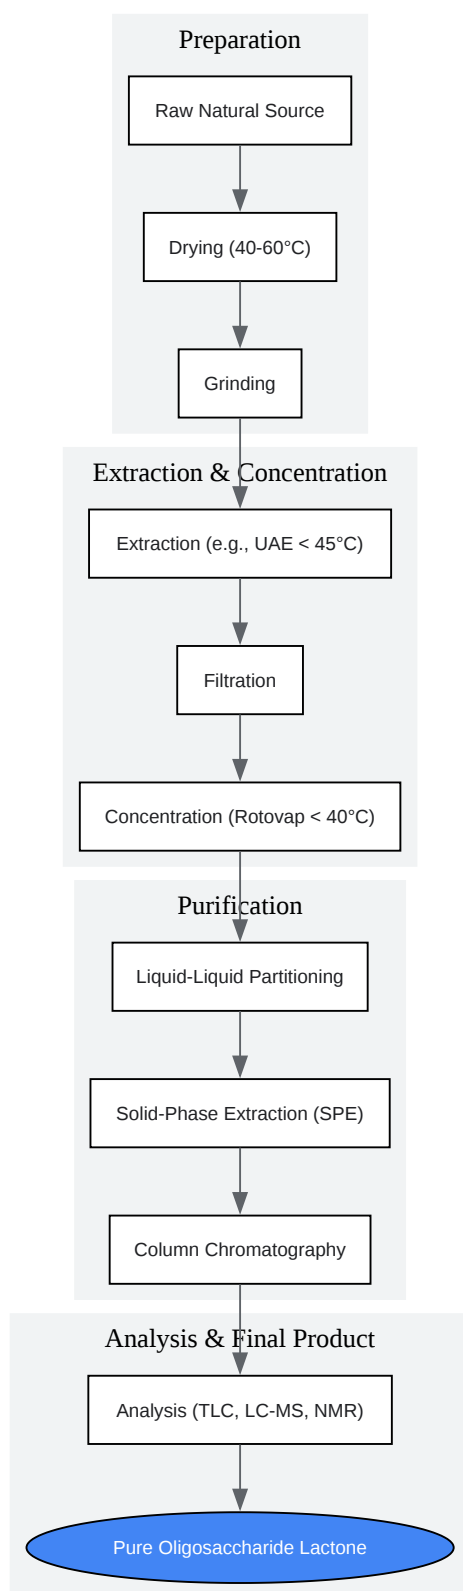 Preparation
Raw Natural Source
Drying (40-60°C)
Grinding
Extraction & Concentration
Extraction (e.g., UAE < 45°C)
Filtration
Concentration (Rotovap < 40°C)
Purification
Liquid-Liquid Partitioning
Solid-Phase Extraction (SPE)
Column Chromatography
Analysis & Final Product
Analysis (TLC, LC-MS, NMR)
Pure Oligosaccharide Lactone